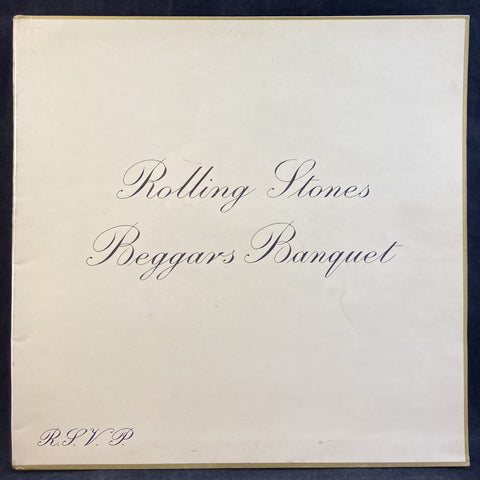 Rolling Stones
Beggars Banquet
R.S.V.P.